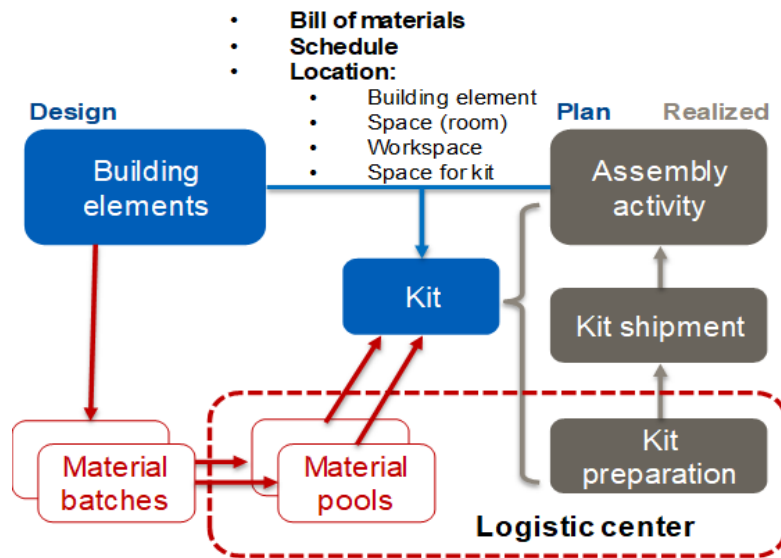 • Bill of materials
• Schedule
• Location:
• Building element
• Space (room)
• Workspace
• Space for kit
Design
Plan
Realized
Building
elements
Assembly
activity
Kit
Kit shipment
Material
batches
Material
pools
Kit
preparation
Logistic center